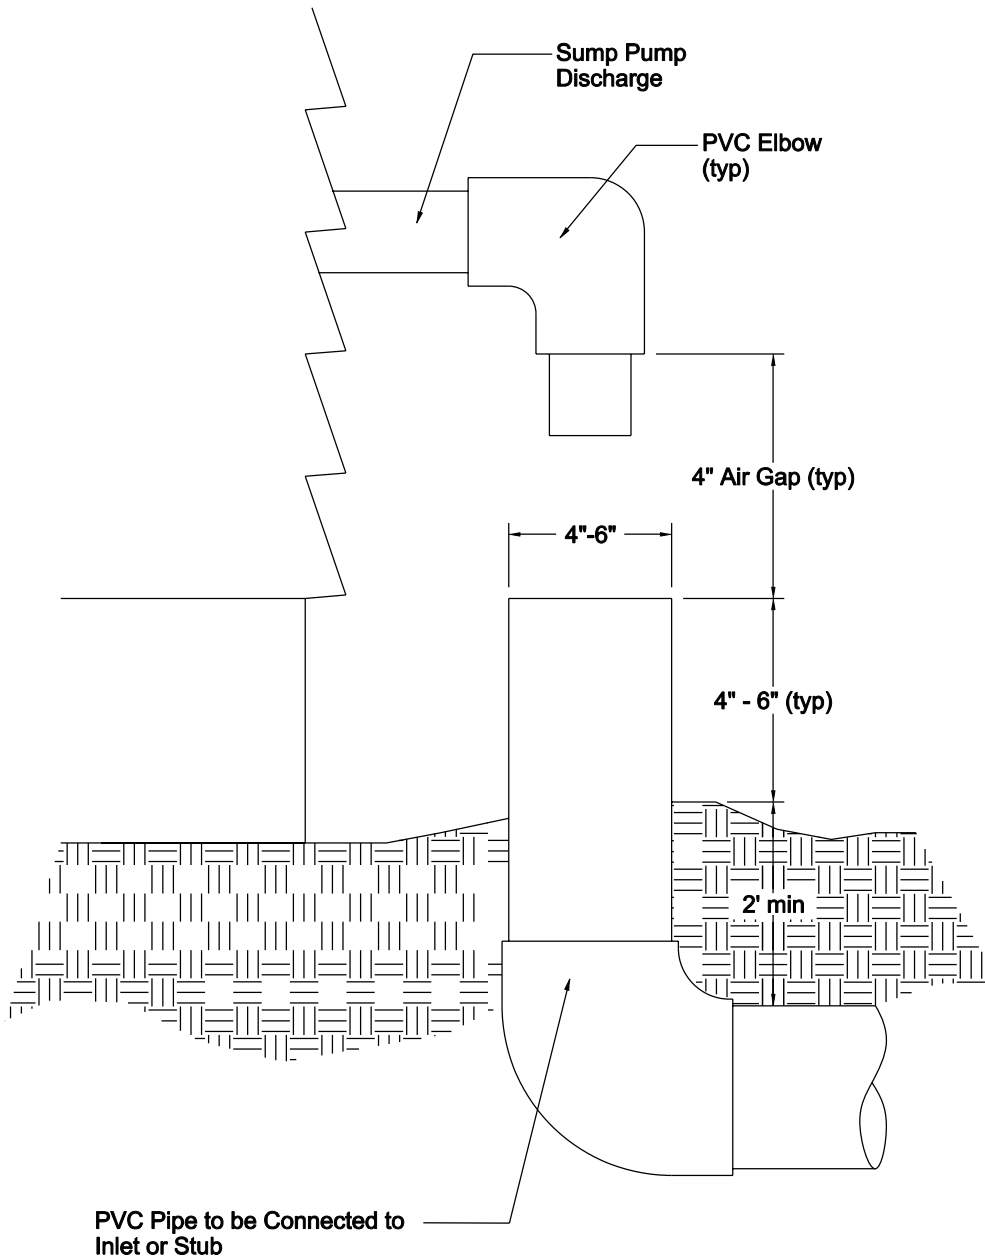 Sump Pump
Discharge
PVC Elbow
(typ)
4" Air Gap (typ)
4"-6"
4" - 6" (typ)
2' min
PVC Pipe to be Connected to
Inlet or Stub